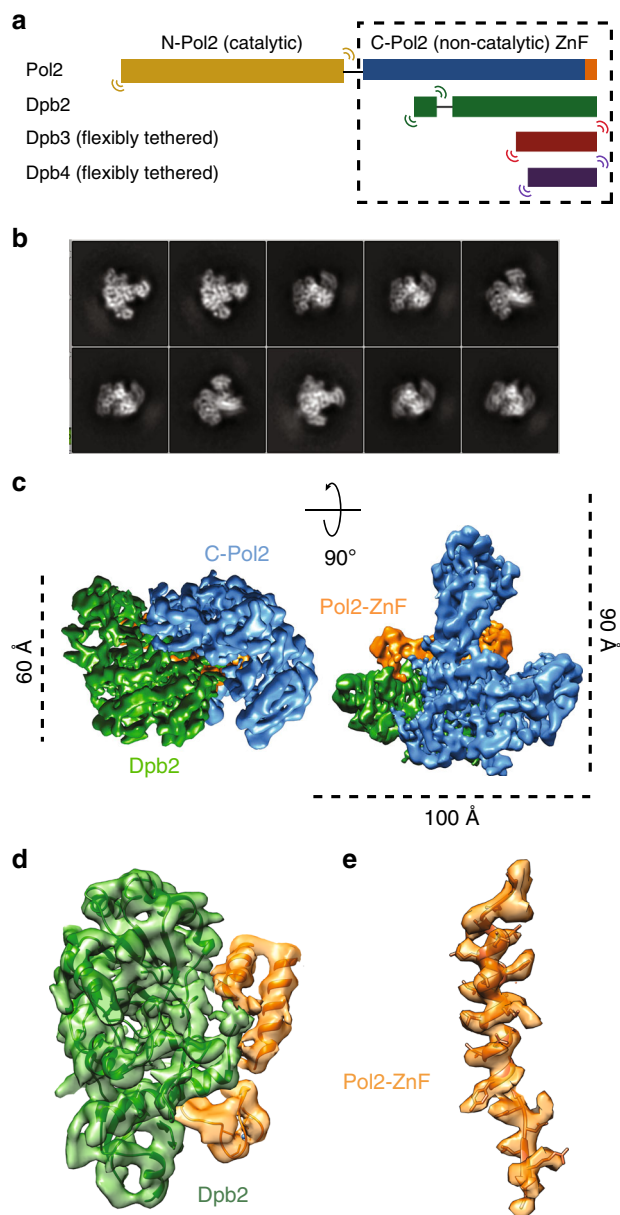 a
N-Pol2 (catalytic)
C-Pol2 (non-catalytic) ZnF
Pol2
Dpb2
Dpb3 (flexibly tethered)
Dpb4 (flexibly tethered)
b
c
90°
C-Pol2
Pol2-ZnF
60 Å
90 Å
Dpb2
100 Å
d
e
Pol2-ZnF
Dpb2